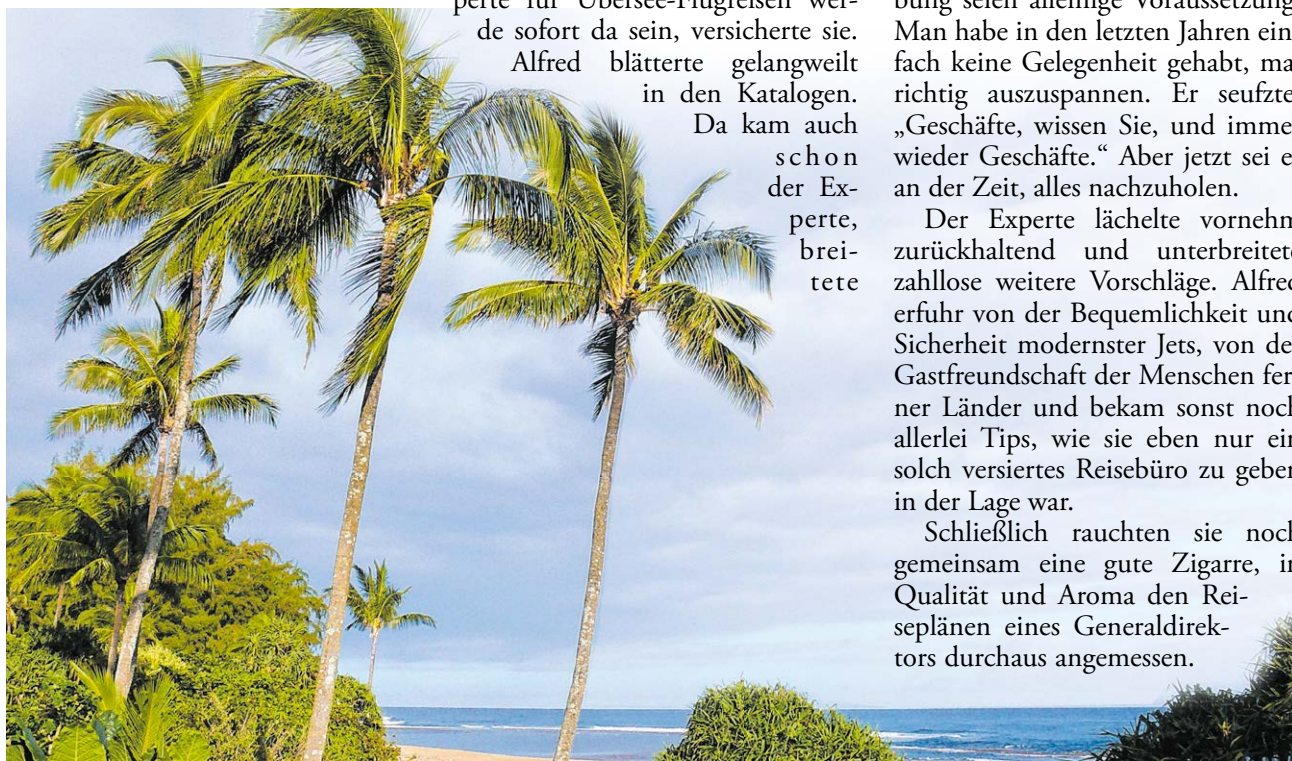 perte für Übersee-Flugreisen wer-
de sofort da sein, versicherte sie.
Alfred blätterte gelangweilt
in den Katalogen.
Da kam auch
schon
der Ex-
perte,
brei-
tete
bung seien alleinige Voraussetzung
Man habe in den letzten Jahren ein
fach keine Gelegenheit gehabt, ma
richtig auszuspannen. Er seufzte
„Geschäfte, wissen Sie, und imme
wieder Geschäfte.“ Aber jetzt sei e
an der Zeit, alles nachzuholen.
Der Experte lächelte vornehm
zurückhaltend und unterbreitete
zahllose weitere Vorschläge. Alfred
erfuhr von der Bequemlichkeit und
Sicherheit modernster Jets, von de
Gastfreundschaft der Menschen fer
ner Länder und bekam sonst noch
allerlei Tips, wie sie eben nur ein
solch versiertes Reisebüro zu geben
in der Lage war.
Schließlich rauchten sie noch
gemeinsam eine gute Zigarre, in
Qualität und Aroma den Rei-
seplänen eines Generaldirek-
tors durchaus angemessen.